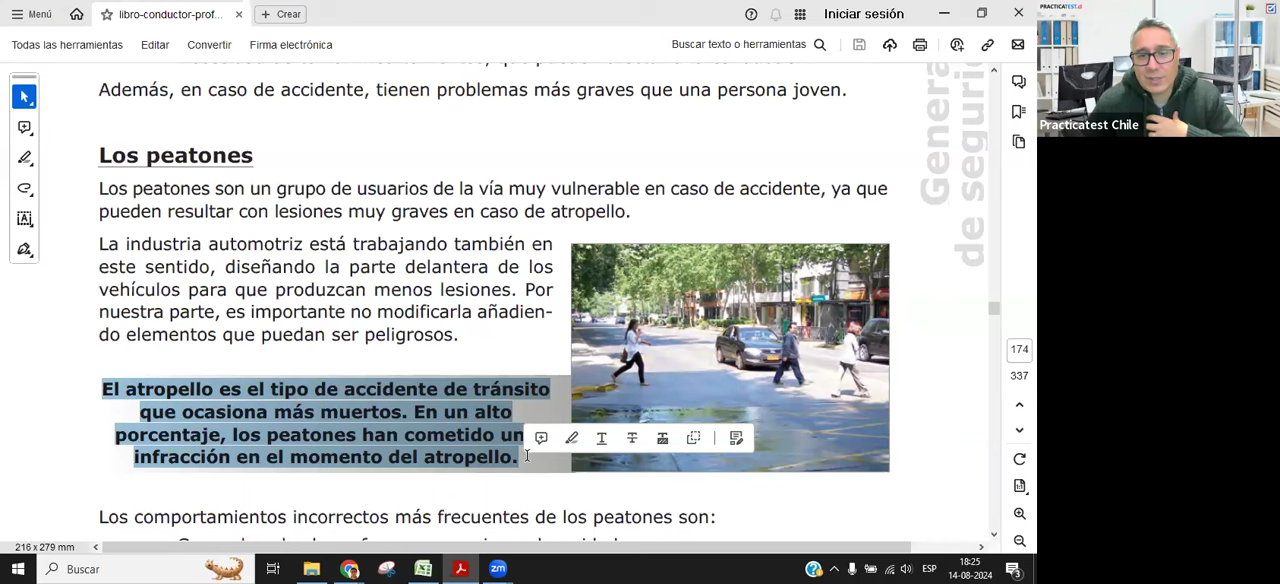 Menú
libro-conductor-prof...
Crear
Iniciar sesión
PRACTICATEST.cl
Todas las herramientas
Editar
Convertir
Firma electrónica
Buscar texto o herramientas
Además, en caso de accidente, tienen problemas más graves que una persona joven.
Practicatest Chile
Genera
de seguri
Los peatones
Los peatones son un grupo de usuarios de la vía muy vulnerable en caso de accidente, ya que
pueden resultar con lesiones muy graves en caso de atropello.
La industria automotriz está trabajando también en
este sentido, diseñando la parte delantera de los
vehículos para que produzcan menos lesiones. Por
nuestra parte, es importante no modificarla añadien-
do elementos que puedan ser peligrosos.
174
337
El atropello es el tipo de accidente de tránsito
que ocasiona más muertos. En un alto
porcentaje, los peatones han cometido un
infracción en el momento del atropello.
Los comportamientos incorrectos más frecuentes de los peatones son:
216 x 279 mm
Buscar
ESP
18:25
14-08-2024
3